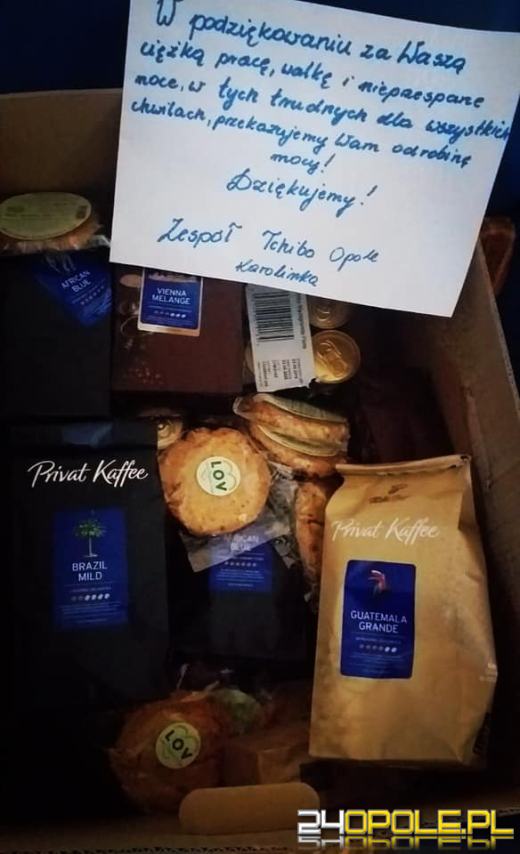 W podziękowaniu za Waszą
ciężką pracę, walkę i nieprzespane
noce, w tych trudnych dla wszystkich
chwilach, przekazujemy Wam odrobinę
mocy!
Dziękujemy!
Zespół Tchibo Opole
Karolinka
AFRICAN
BLUE
VIENNA
MELANGE
LOV
Privat Kaffee
BRAZIL
MILD
AFRICAN
BLUE
Privat Kaffee
GUATEMALA
GRANDE
LOV
24OPOLE.PL